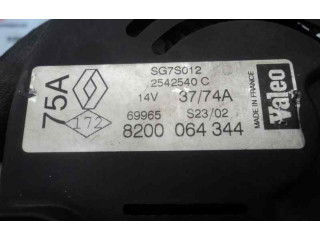 75A
172
SG7S012
2542540 C
14V 37/74A
69965 S23/02
8200 064 344
MADE IN FRANCE
Valeo